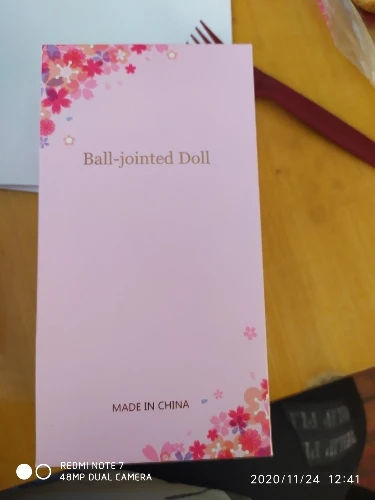 Ball-jointed Doll
MADE IN CHINA
REDMI NOTE 7
48MP DUAL CAMERA
2020/11/24 12:41